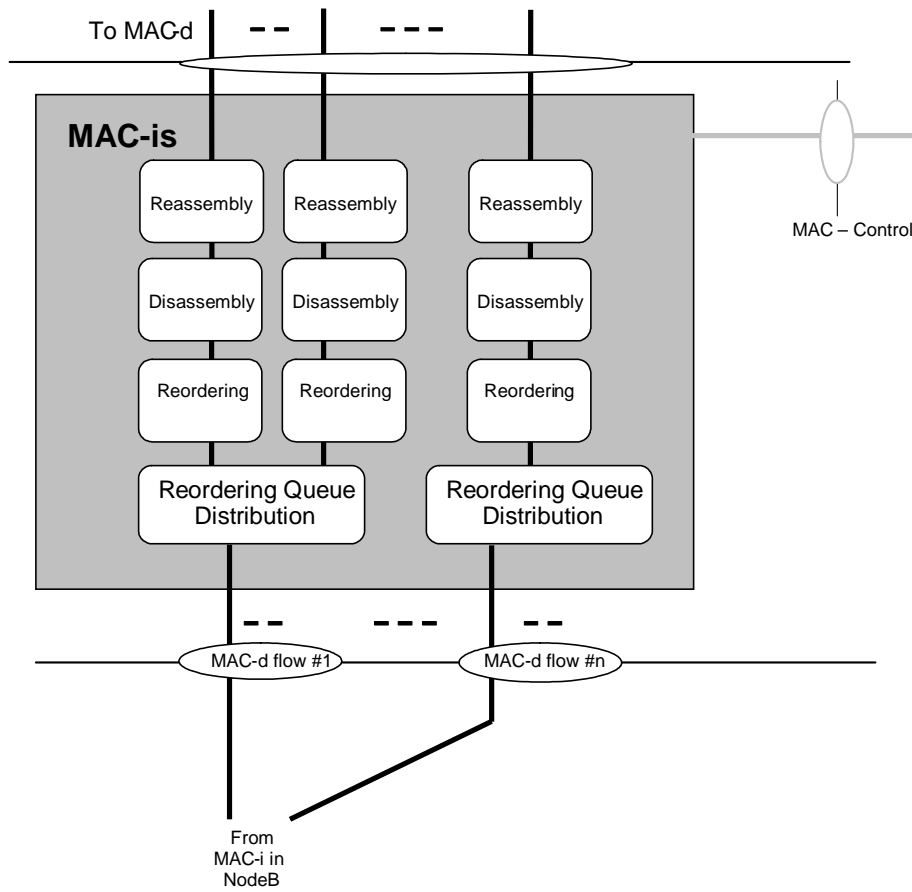 To MAC-d
MAC-is
MAC – Control
Reassembly
Reassembly
Reassembly
Disassembly
Disassembly
Disassembly
Reordering
Reordering
Reordering
Reordering Queue
Distribution
Reordering Queue
Distribution
MAC-d flow #1
MAC-d flow #n
From
MAC-i in
NodeB